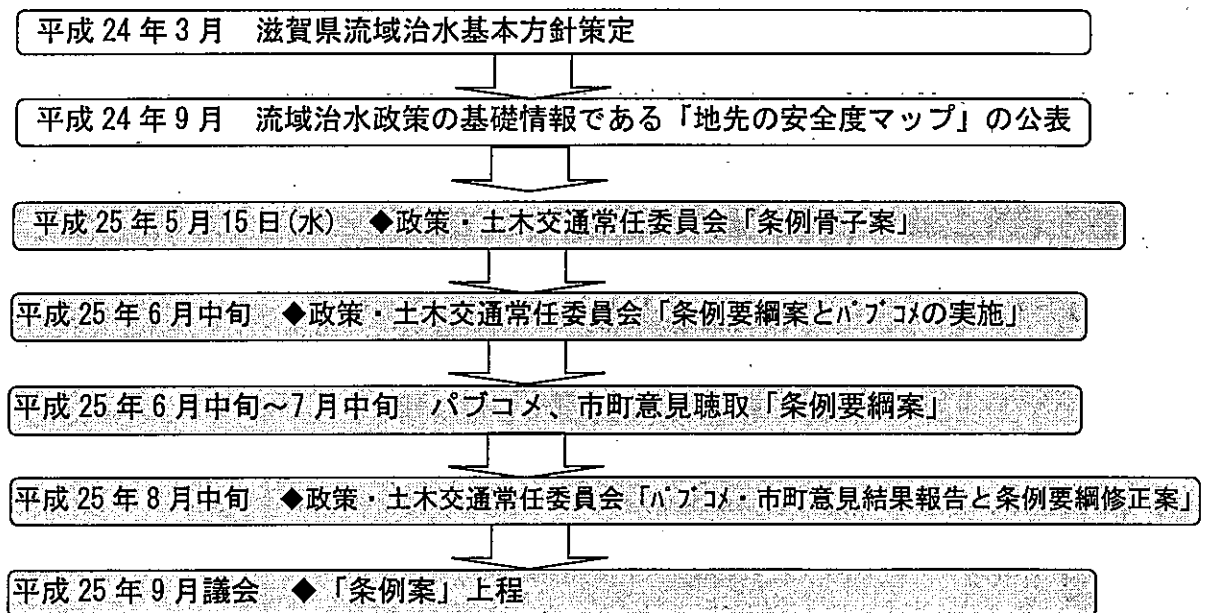 平成 24 年 3 月　滋賀県流域治水基本方針策定
平成 24 年 9 月　流域治水政策の基礎情報である「地先の安全度マップ」の公表
平成 25 年 5 月 15 日(水)　◆政策・土木交通常任委員会「条例骨子案」
平成 25 年 6 月中旬　◆政策・土木交通常任委員会「条例要綱案とﾊﾟﾌﾞｺﾒの実施」
平成 25 年 6 月中旬～7 月中旬　パブコメ、市町意見聴取「条例要綱案」
平成 25 年 8 月中旬　◆政策・土木交通常任委員会「ﾊﾟﾌﾞｺﾒ・市町意見結果報告と条例要綱修正案」
平成 25 年 9 月議会　◆「条例案」上程